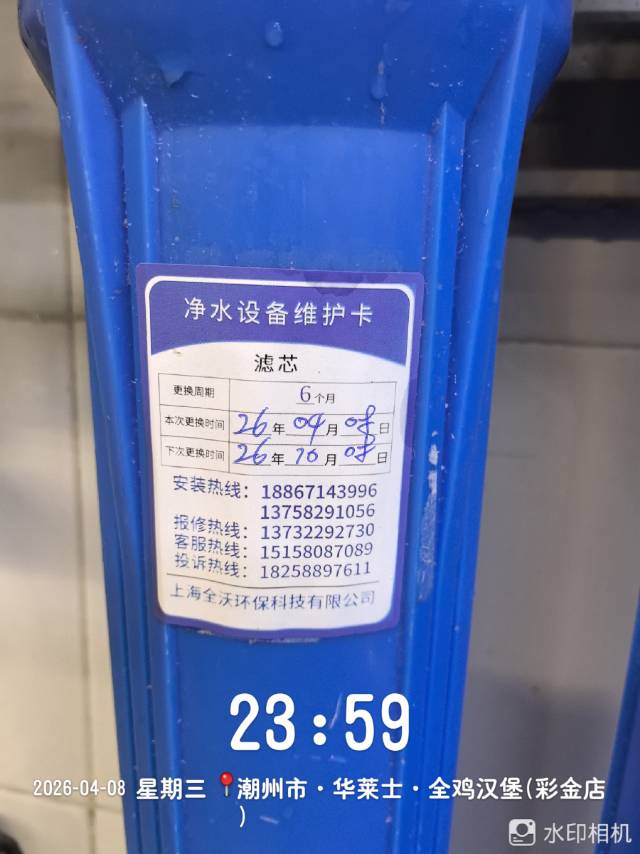 净水设备维护卡
滤芯
更换周期 6个月
本次更换时间 26年04月08日
下次更换时间 26年10月08日
安装热线：18867143996
13758291056
报修热线：13732292730
客服热线：15158087089
投诉热线：18258897611
上海全沃环保科技有限公司
23:59
2026-04-08 星期三 潮州市·华莱士·全鸡汉堡(彩金店
)
水印相机